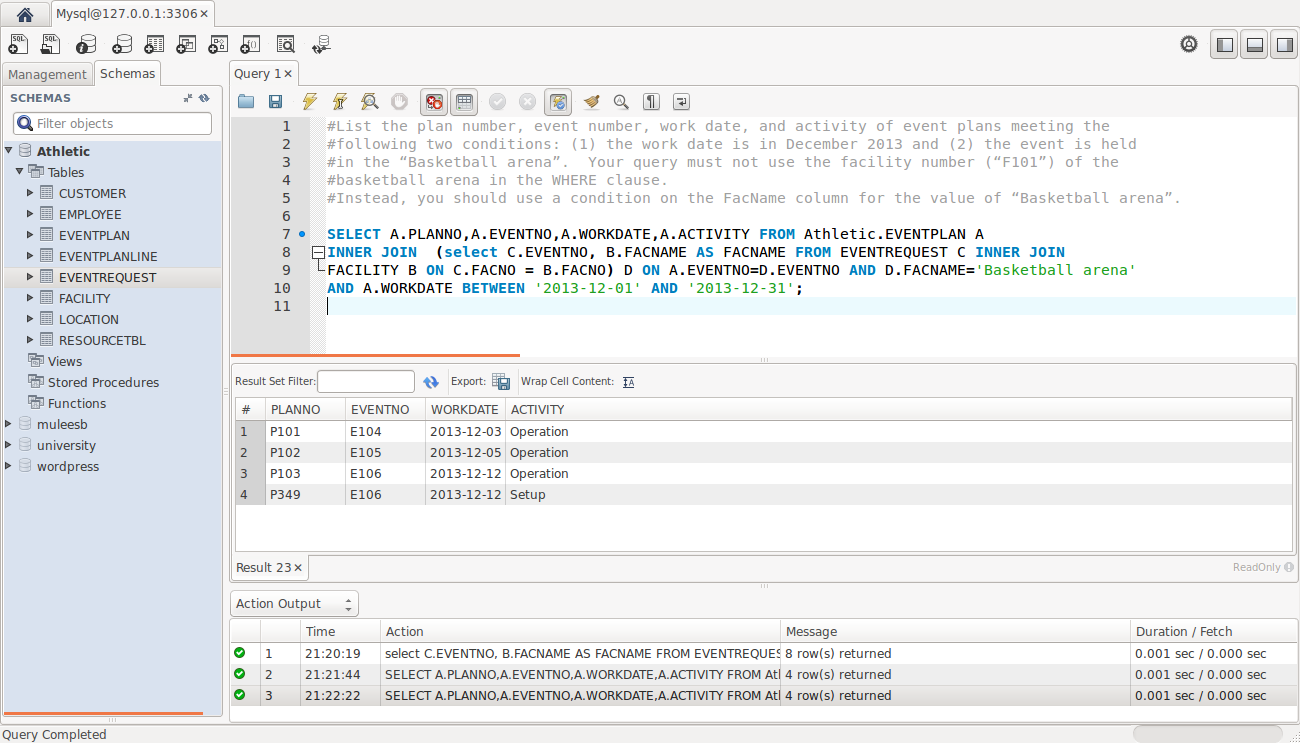 Mysql@127.0.0.1:3306 ×
SQL SQL
Management Schemas
Query 1 ×
SCHEMAS
Filter objects
Athletic
Tables
CUSTOMER
EMPLOYEE
EVENTPLAN
EVENTPLANLINE
EVENTREQUEST
FACILITY
LOCATION
RESOURCETBL
Views
Stored Procedures
Functions
muleesb
university
wordpress
1 #List the plan number, event number, work date, and activity of event plans meeting the
2 #following two conditions: (1) the work date is in December 2013 and (2) the event is held
3 #in the “Basketball arena”.  Your query must not use the facility number (“F101”) of the
4 #basketball arena in the WHERE clause.
5 #Instead, you should use a condition on the FacName column for the value of “Basketball arena”.
6
7 SELECT A.PLANNO,A.EVENTNO,A.WORKDATE,A.ACTIVITY FROM Athletic.EVENTPLAN A
8 INNER JOIN  (select C.EVENTNO, B.FACNAME AS FACNAME FROM EVENTREQUEST C INNER JOIN
9 FACILITY B ON C.FACNO = B.FACNO) D ON A.EVENTNO=D.EVENTNO AND D.FACNAME='Basketball arena'
10 AND A.WORKDATE BETWEEN '2013-12-01' AND '2013-12-31';
11
Result Set Filter: Export: Wrap Cell Content:
# PLANNO EVENTNO WORKDATE ACTIVITY
1 P101 E104 2013-12-03 Operation
2 P102 E105 2013-12-05 Operation
3 P103 E106 2013-12-12 Operation
4 P349 E106 2013-12-12 Setup
Result 23 × ReadOnly
Action Output
Time Action Message Duration / Fetch
1 21:20:19 select C.EVENTNO, B.FACNAME AS FACNAME FROM EVENTREQUES 8 row(s) returned 0.001 sec / 0.000 sec
2 21:21:44 SELECT A.PLANNO,A.EVENTNO,A.WORKDATE,A.ACTIVITY FROM Atl 4 row(s) returned 0.001 sec / 0.000 sec
3 21:22:22 SELECT A.PLANNO,A.EVENTNO,A.WORKDATE,A.ACTIVITY FROM Atl 4 row(s) returned 0.001 sec / 0.000 sec
Query Completed